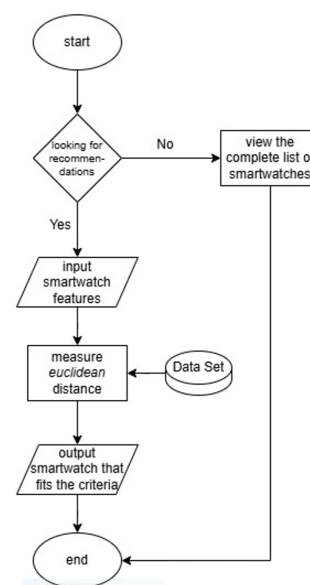 start
looking for
recommen-
dations
No
view the
complete list o
smartwatches
Yes
input
smartwatch
features
measure
euclidean
distance
Data Set
output
smartwatch that
fits the criteria
end